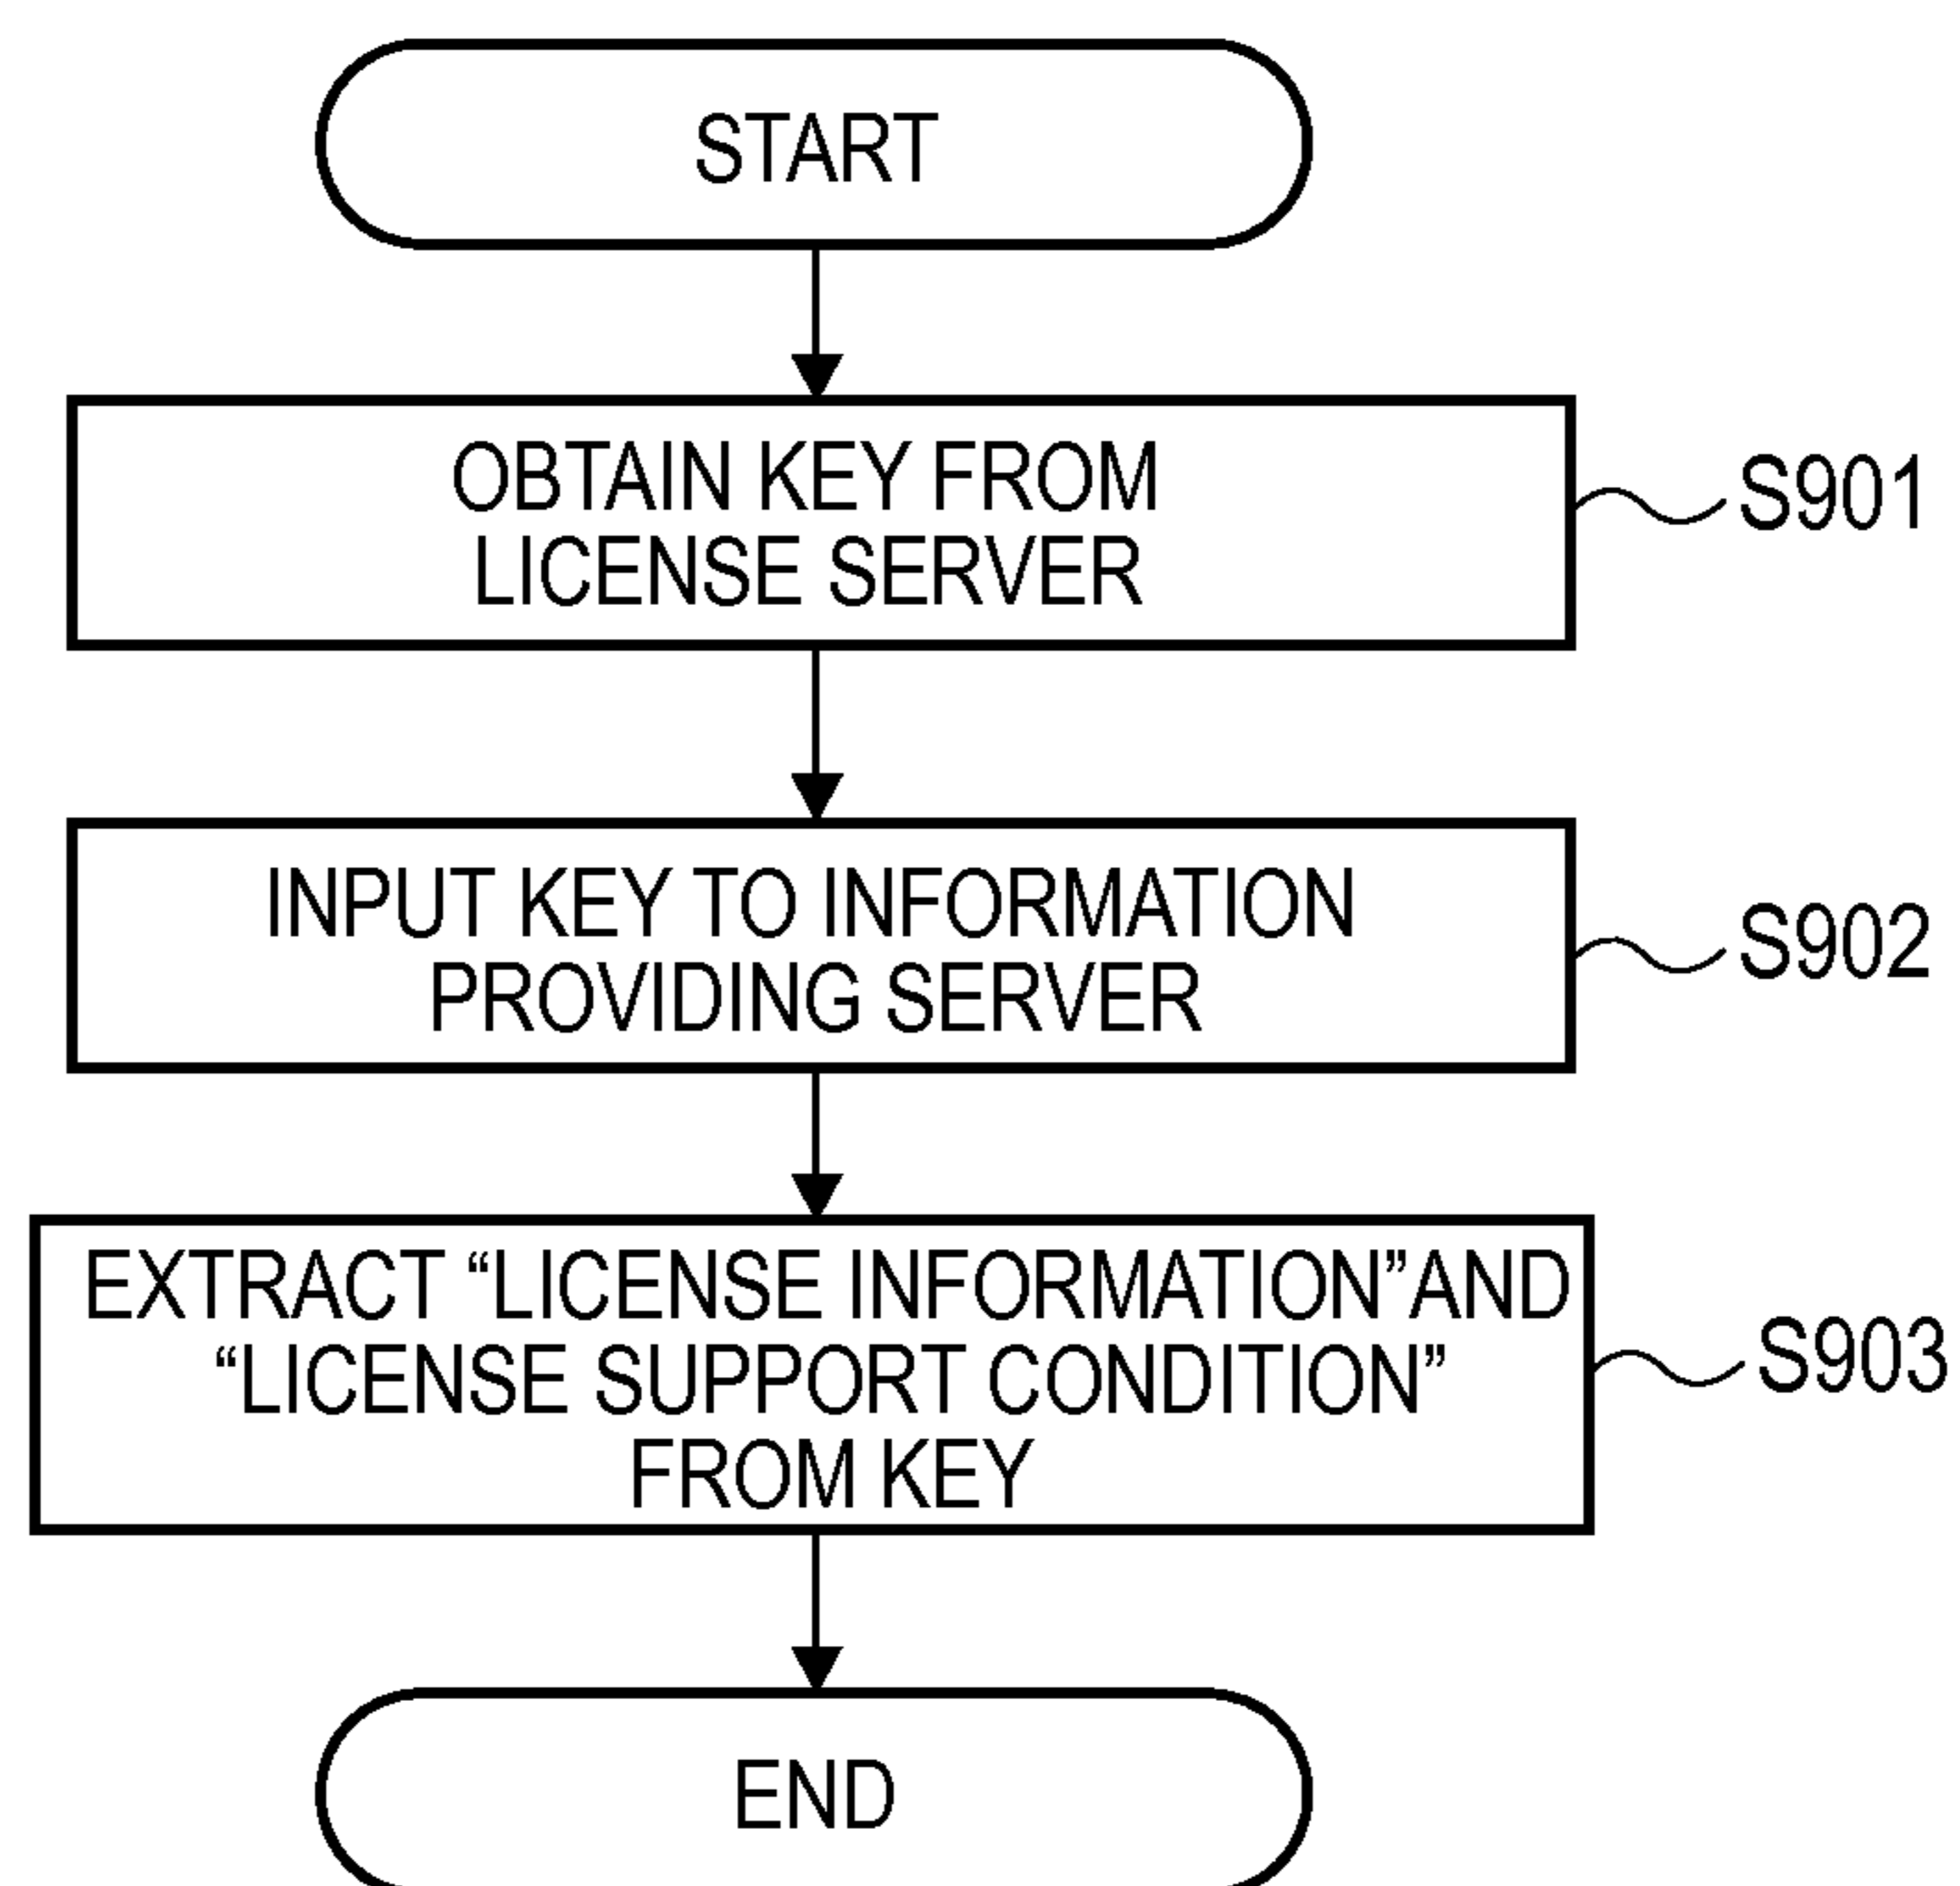 START
OBTAIN KEY FROM
LICENSE SERVER
S901
INPUT KEY TO INFORMATION
PROVIDING SERVER
S902
EXTRACT “LICENSE INFORMATION”AND
“LICENSE SUPPORT CONDITION”
FROM KEY
S903
END